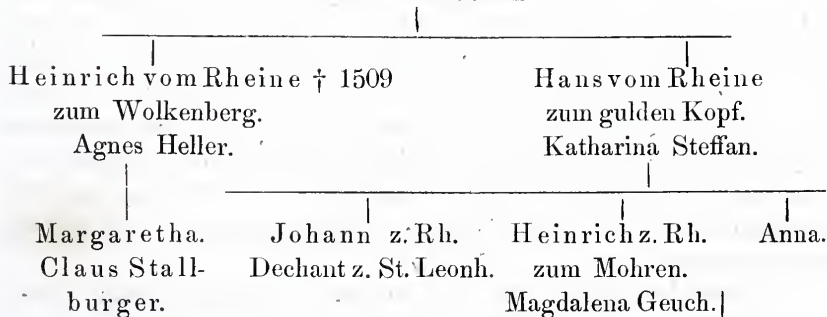 Heinrich vom Rheine † 1509 Hans vom Rheine
zum Wolkenberg. zum gulden Kopf.
Agnes Heller. Katharina Steffan.
Margaretha. Johann z. Rh. Heinrich z. Rh. Anna.
Claus Stall- Dechant z. St. Leonh. zum Mohren.
burger. Magdalena Geuch.